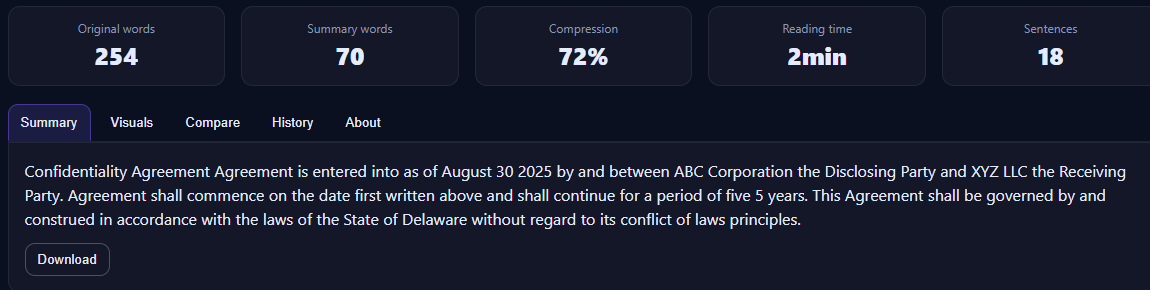 Original words
254
Summary words
70
Compression
72%
Reading time
2min
Sentences
18
Summary
Visuals
Compare
History
About
Confidentiality Agreement Agreement is entered into as of August 30 2025 by and between ABC Corporation the Disclosing Party and XYZ LLC the Receiving
Party. Agreement shall commence on the date first written above and shall continue for a period of five 5 years. This Agreement shall be governed by and
construed in accordance with the laws of the State of Delaware without regard to its conflict of laws principles.
Download